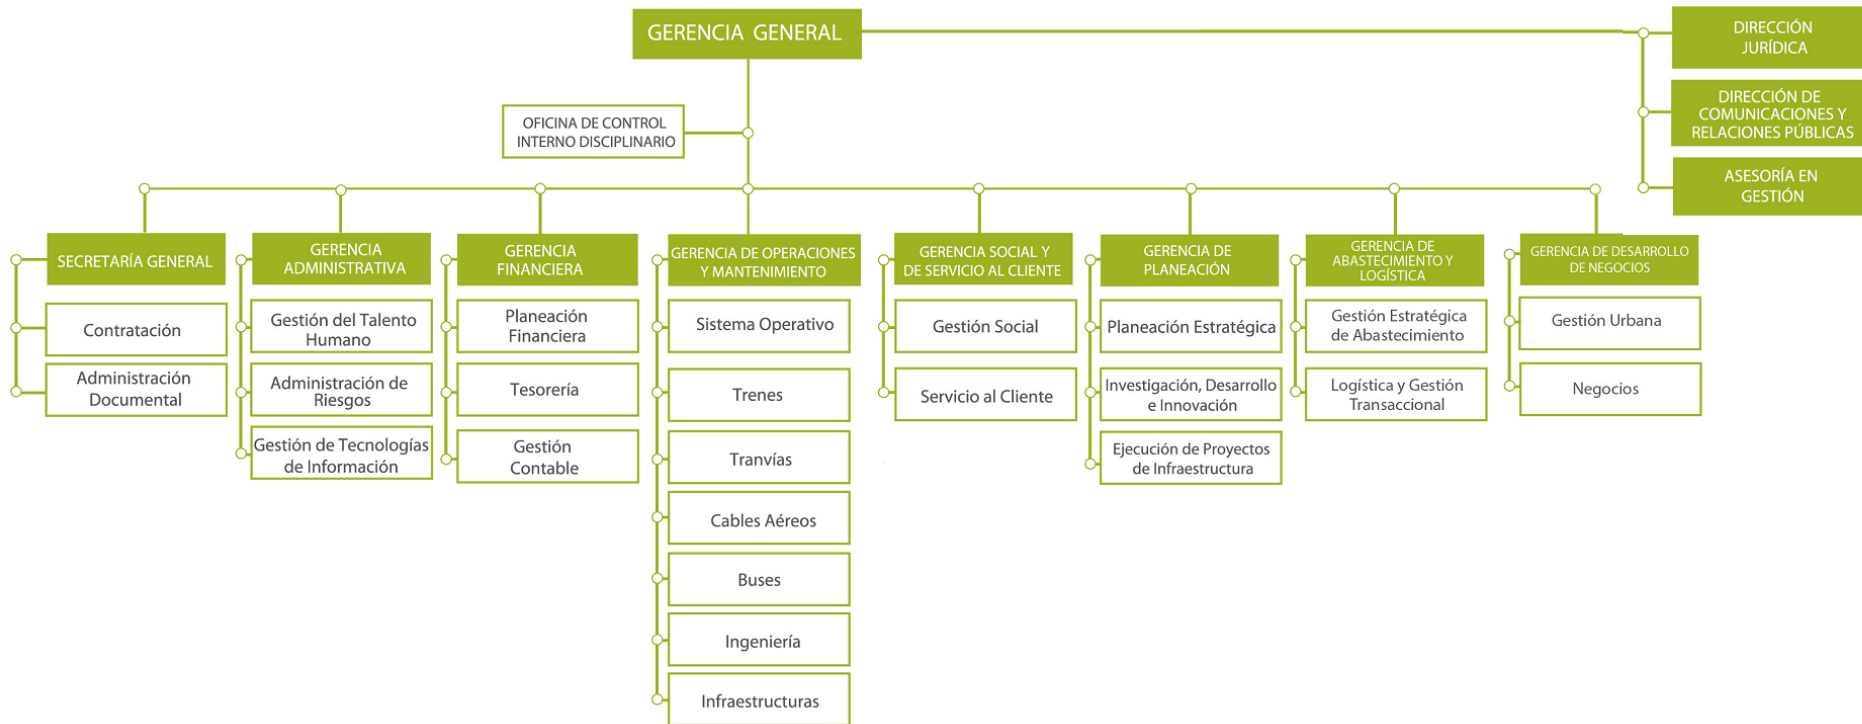 GERENCIA GENERAL
DIRECCIÓN
JURÍDICA
DIRECCIÓN DE
COMUNICACIONES Y
RELACIONES PÚBLICAS
ASESORÍA EN
GESTIÓN
OFICINA DE CONTROL
INTERNO DISCIPLINARIO
SECRETARÍA GENERAL
Contratación
Administración
Documental
GERENCIA
ADMINISTRATIVA
Gestión del Talento
Humano
Administración de
Riesgos
Gestión de Tecnologías
de Información
GERENCIA
FINANCIERA
Planeación
Financiera
Tesorería
Gestión
Contable
GERENCIA DE OPERACIONES
Y MANTENIMIENTO
Sistema Operativo
Trenes
Tranvías
Cables Aéreos
Buses
Ingeniería
Infraestructuras
GERENCIA SOCIAL Y
DE SERVICIO AL CLIENTE
Gestión Social
Servicio al Cliente
GERENCIA DE
PLANEACIÓN
Planeación Estratégica
Investigación, Desarrollo
e Innovación
Ejecución de Proyectos
de Infraestructura
GERENCIA DE
ABASTECIMIENTO Y
LOGÍSTICA
Gestión Estratégica
de Abastecimiento
Logística y Gestión
Transaccional
GERENCIA DE DESARROLLO
DE NEGOCIOS
Gestión Urbana
Negocios